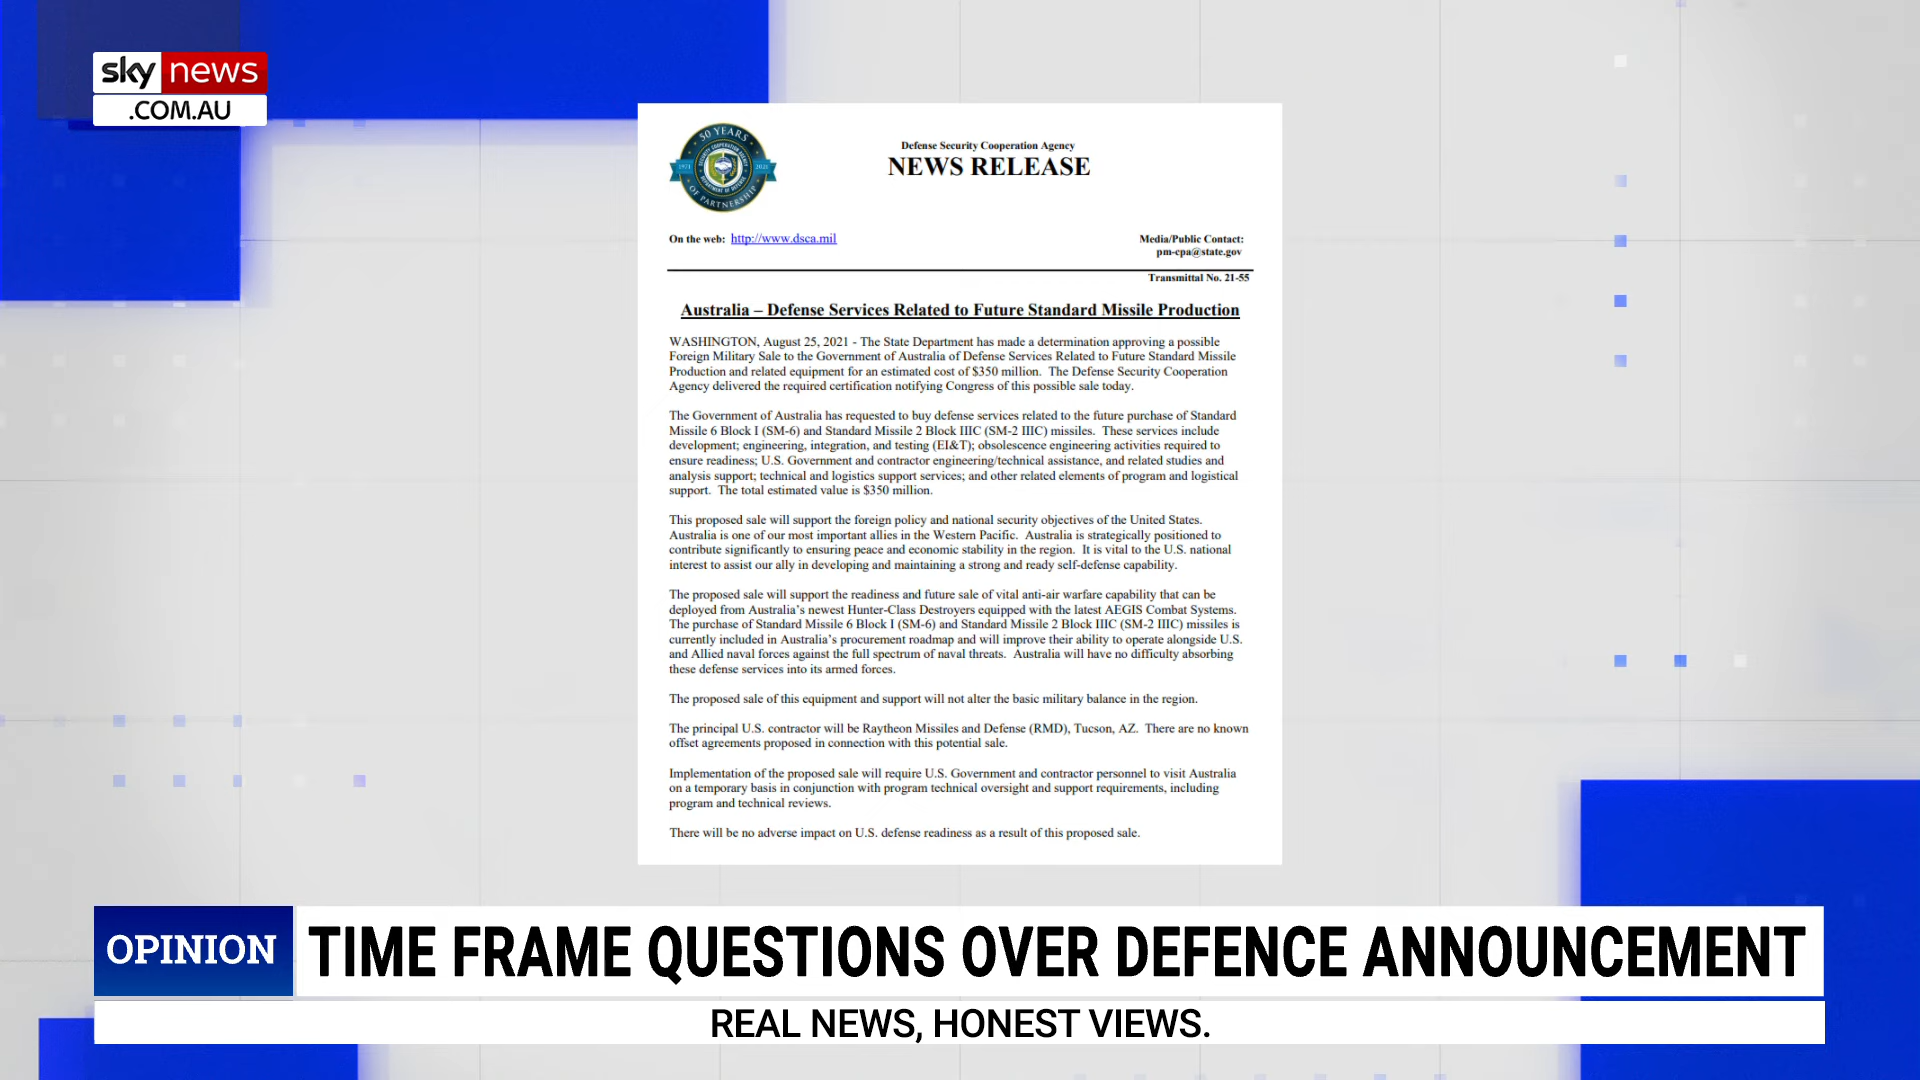 sky news
.COM.AU
50 YEARS
1971 2021
OF PARTNERSHIP
Defense Security Cooperation Agency
NEWS RELEASE
On the web: http://www.dsca.mil
Media/Public Contact:
pm-cpa@state.gov
Transmittal No. 21-55
Australia – Defense Services Related to Future Standard Missile Production
WASHINGTON, August 25, 2021 - The State Department has made a determination approving a possible
Foreign Military Sale to the Government of Australia of Defense Services Related to Future Standard Missile
Production and related equipment for an estimated cost of $350 million. The Defense Security Cooperation
Agency delivered the required certification notifying Congress of this possible sale today.
The Government of Australia has requested to buy defense services related to the future purchase of Standard
Missile 6 Block I (SM-6) and Standard Missile 2 Block IIIC (SM-2 IIIC) missiles. These services include
development; engineering, integration, and testing (EI&T); obsolescence engineering activities required to
ensure readiness; U.S. Government and contractor engineering/technical assistance, and related studies and
analysis support; technical and logistics support services; and other related elements of program and logistical
support. The total estimated value is $350 million.
This proposed sale will support the foreign policy and national security objectives of the United States.
Australia is one of our most important allies in the Western Pacific. Australia is strategically positioned to
contribute significantly to ensuring peace and economic stability in the region. It is vital to the U.S. national
interest to assist our ally in developing and maintaining a strong and ready self-defense capability.
The proposed sale will support the readiness and future sale of vital anti-air warfare capability that can be
deployed from Australia's newest Hunter-Class Destroyers equipped with the latest AEGIS Combat Systems.
The purchase of Standard Missile 6 Block I (SM-6) and Standard Missile 2 Block IIIC (SM-2 IIIC) missiles is
currently included in Australia's procurement roadmap and will improve their ability to operate alongside U.S.
and Allied naval forces against the full spectrum of naval threats. Australia will have no difficulty absorbing
these defense services into its armed forces.
The proposed sale of this equipment and support will not alter the basic military balance in the region.
The principal U.S. contractor will be Raytheon Missiles and Defense (RMD), Tucson, AZ. There are no known
offset agreements proposed in connection with this potential sale.
Implementation of the proposed sale will require U.S. Government and contractor personnel to visit Australia
on a temporary basis in conjunction with program technical oversight and support requirements, including
program and technical reviews.
There will be no adverse impact on U.S. defense readiness as a result of this proposed sale.
OPINION TIME FRAME QUESTIONS OVER DEFENCE ANNOUNCEMENT
REAL NEWS, HONEST VIEWS.